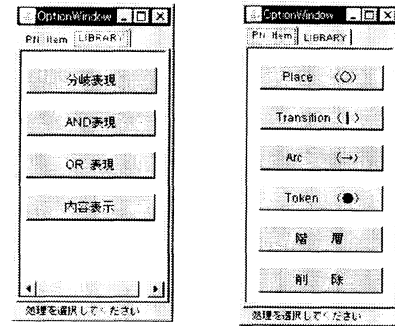 OptionWindow
PN Item LIBRARY
分岐表現
AND表現
OR 表現
内容表示
処理を選択してください
OptionWindow
PN Item LIBRARY
Place (○)
Transition (|)
Arc (→)
Token (●)
階 層
削 除
処理を選択してください